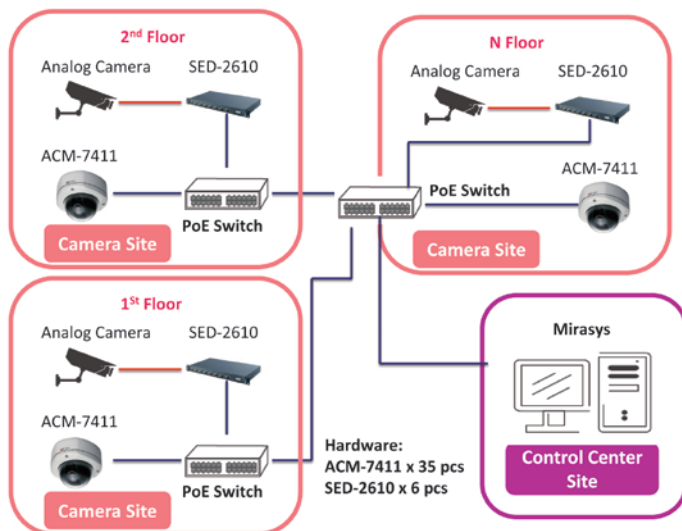 2nd Floor
Analog Camera
SED-2610
ACM-7411
PoE Switch
Camera Site
N Floor
Analog Camera
SED-2610
ACM-7411
PoE Switch
Camera Site
1St Floor
Analog Camera
SED-2610
ACM-7411
PoE Switch
Camera Site
Hardware:
ACM-7411 x 35 pcs
SED-2610 x 6 pcs
Mirasys
Control Center
Site